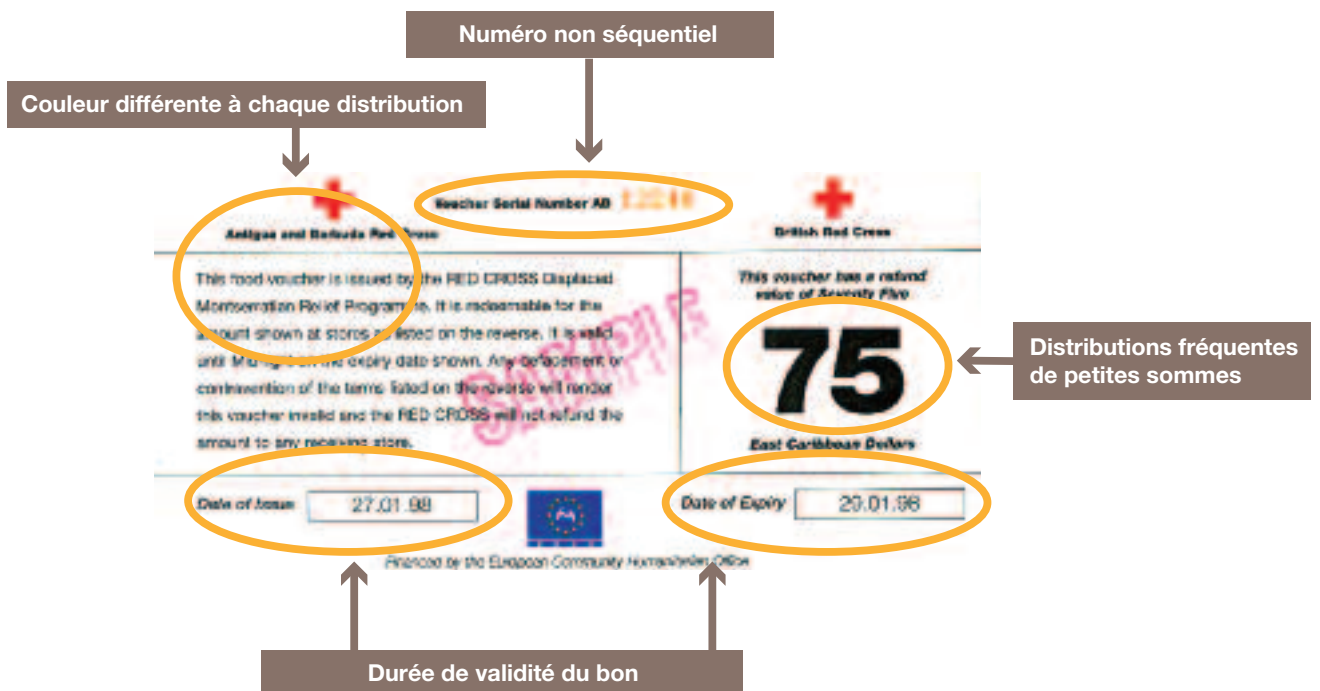 Numéro non séquentiel
Couleur différente à chaque distribution
Voucher Serial Number AB
Antigua and Barbuda Red Cross
British Red Cross
This food voucher is issued by the RED CROSS Displaced
Montserratian Relief Programme. It is redeemable for the
amount shown at stores as listed on the reverse. It is valid
until Midnight on the expiry date shown. Any defacement or
contravention of the terms listed on the reverse will render
this voucher invalid and the RED CROSS will not refund the
amount to any receiving store.
SAMPLE
This voucher has a refund
value of Seventy Five
75
East Caribbean Dollars
Distributions fréquentes
de petites sommes
Date of Issue 27.01.98
Date of Expiry 29.01.98
Financed by the European Community Humanitarian Office
Durée de validité du bon